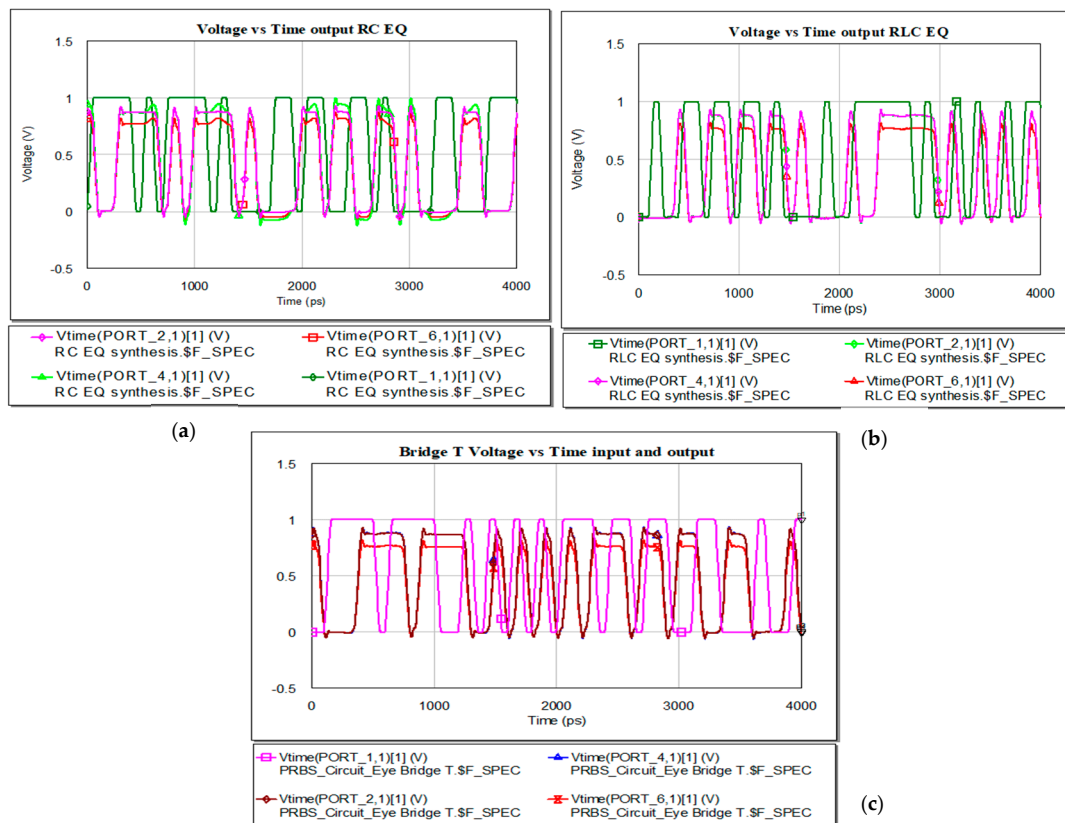 Voltage vs Time output RC EQ
1.5
1
0.5
0
-0.5
Voltage (V)
0 1000 2000 3000 4000
Time (ps)
Vtime(PORT_2,1)[1] (V)
RC EQ synthesis.$F_SPEC
Vtime(PORT_6,1)[1] (V)
RC EQ synthesis.$F_SPEC
Vtime(PORT_4,1)[1] (V)
RC EQ synthesis.$F_SPEC
Vtime(PORT_1,1)[1] (V)
RC EQ synthesis.$F_SPEC
(a)
Voltage vs Time output RLC EQ
1.5
1
0.5
0
-0.5
Voltage (V)
0 1000 2000 3000 4000
Time (ps)
Vtime(PORT_1,1)[1] (V)
RLC EQ synthesis.$F_SPEC
Vtime(PORT_2,1)[1] (V)
RLC EQ synthesis.$F_SPEC
Vtime(PORT_4,1)[1] (V)
RLC EQ synthesis.$F_SPEC
Vtime(PORT_6,1)[1] (V)
RLC EQ synthesis.$F_SPEC
(b)
Bridge T Voltage vs Time input and output
1.5
1
0.5
0
-0.5
Voltage (V)
0 1000 2000 3000 4000
Time (ps)
Vtime(PORT_1,1)[1] (V)
PRBS_Circuit_Eye Bridge T.$F_SPEC
Vtime(PORT_4,1)[1] (V)
PRBS_Circuit_Eye Bridge T.$F_SPEC
Vtime(PORT_2,1)[1] (V)
PRBS_Circuit_Eye Bridge T.$F_SPEC
Vtime(PORT_6,1)[1] (V)
PRBS_Circuit_Eye Bridge T.$F_SPEC
(c)